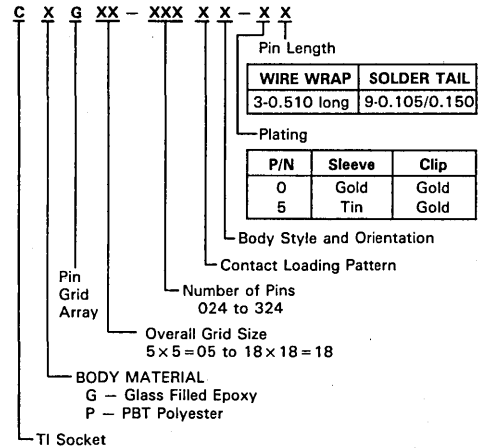 C X G XX – XXX X X – X X
Pin Length
WIRE WRAP SOLDER TAIL
3-0.510 long 9-0.105/0.150
Plating
P/N Sleeve Clip
0 Gold Gold
5 Tin Gold
Body Style and Orientation
Contact Loading Pattern
Pin
Grid
Array
Number of Pins
024 to 324
Overall Grid Size
5×5=05 to 18×18=18
BODY MATERIAL
G — Glass Filled Epoxy
P — PBT Polyester
TI Socket